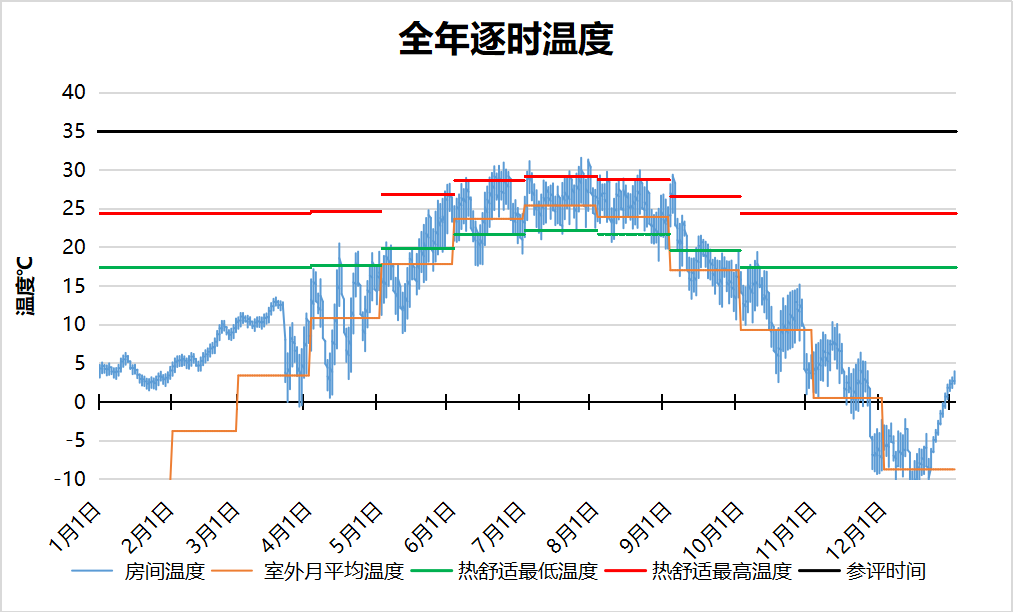 全年逐时温度
40
35
30
25
20
15
10
5
0
-5
-10
温度℃
1月1日
2月1日
3月1日
4月1日
5月1日
6月1日
7月1日
8月1日
9月1日
10月1日
11月1日
12月1日
房间温度 室外月平均温度 热舒适最低温度 热舒适最高温度 参评时间